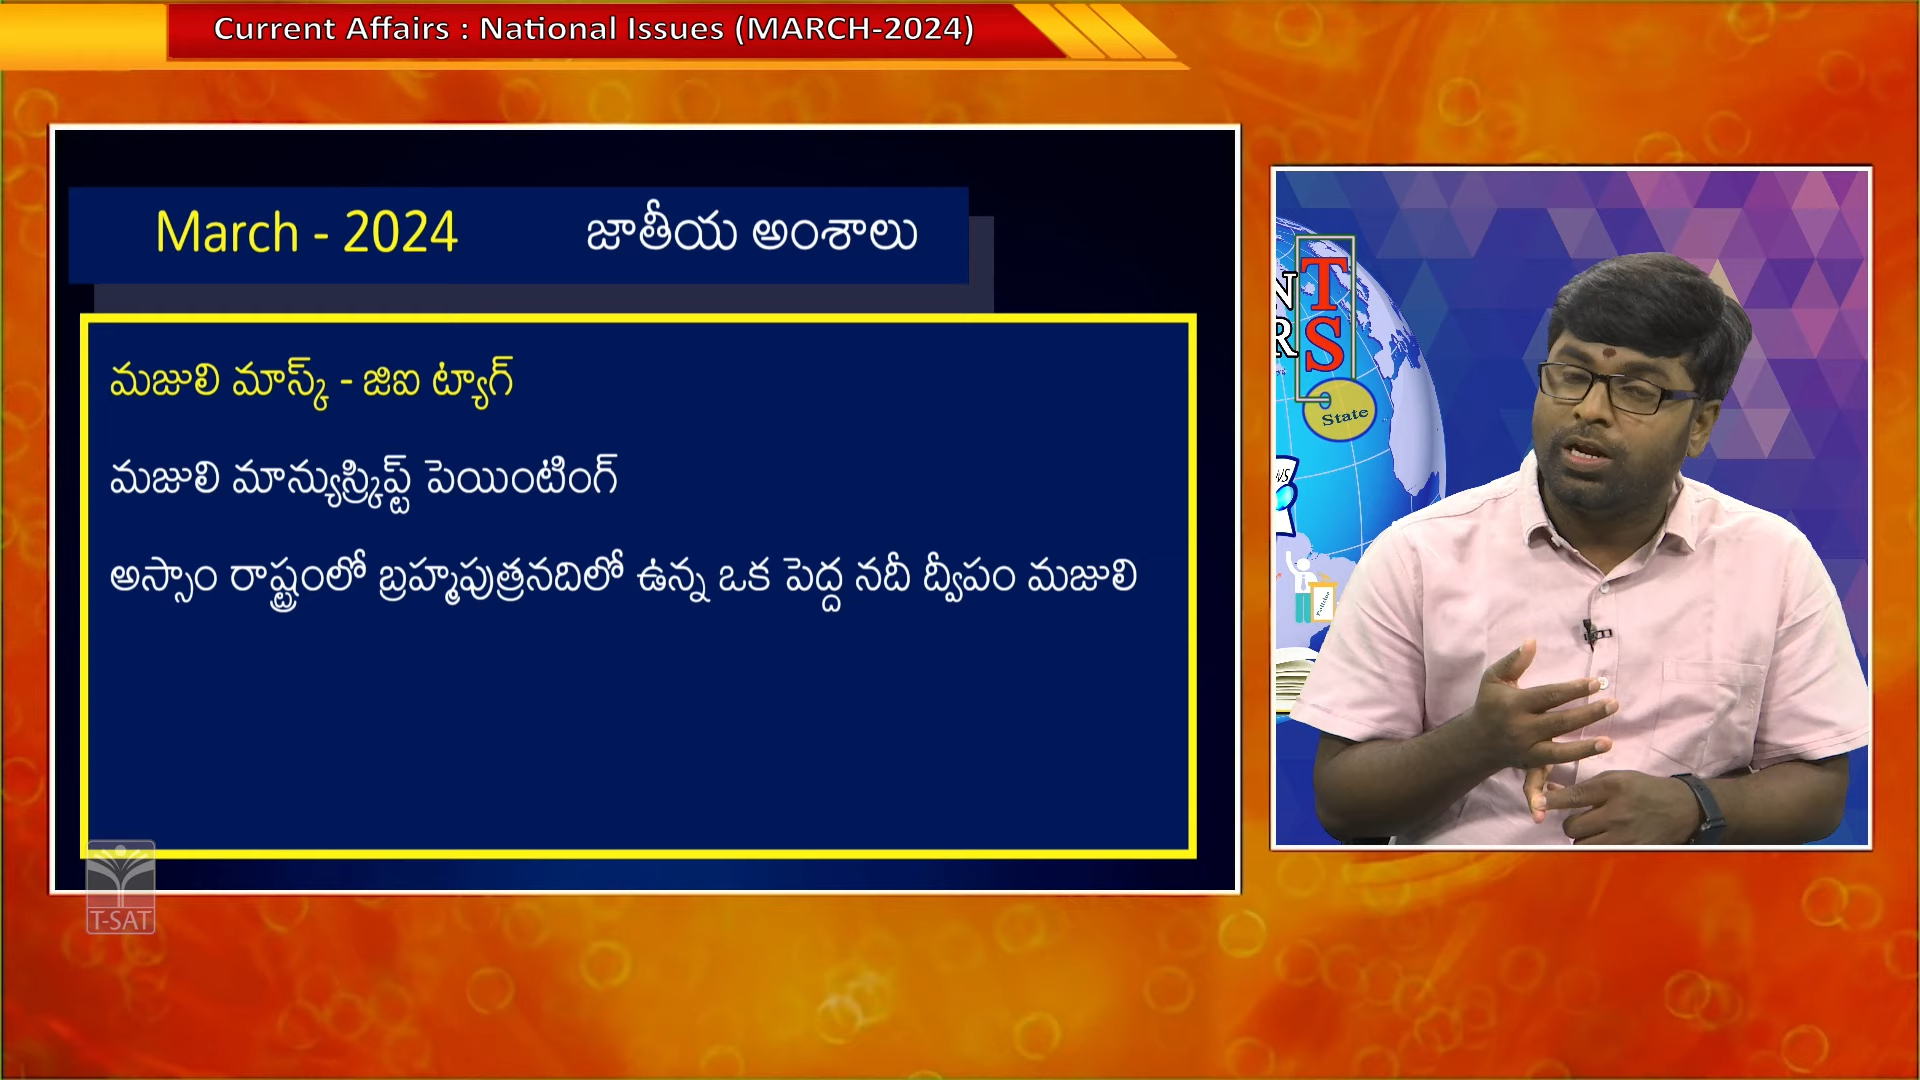 Current Affairs : National Issues (MARCH-2024)
March - 2024 జాతీయ అంశాలు
మజులి మాస్క్ - జిఐ ట్యాగ్
మజులి మాన్యుస్క్రిప్ట్ పెయింటింగ్
అస్సాం రాష్ట్రంలో బ్రహ్మపుత్రనదిలో ఉన్న ఒక పెద్ద నదీ ద్వీపం మజులి
TS
State
T-SAT